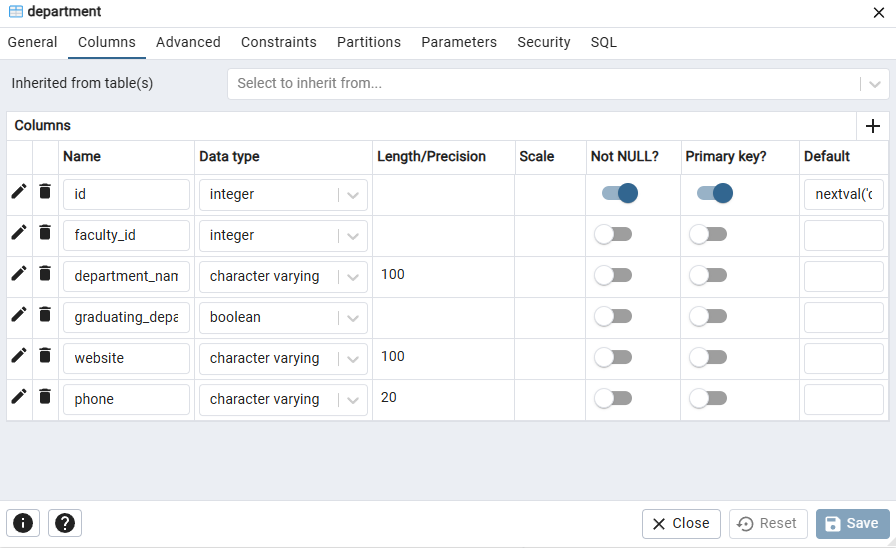 department
General Columns Advanced Constraints Partitions Parameters Security SQL
Inherited from table(s) Select to inherit from...
Columns
Name Data type Length/Precision Scale Not NULL? Primary key? Default
id integer nextval('c
faculty_id integer
department_nam character varying 100
graduating_depa boolean
website character varying 100
phone character varying 20
Close Reset Save